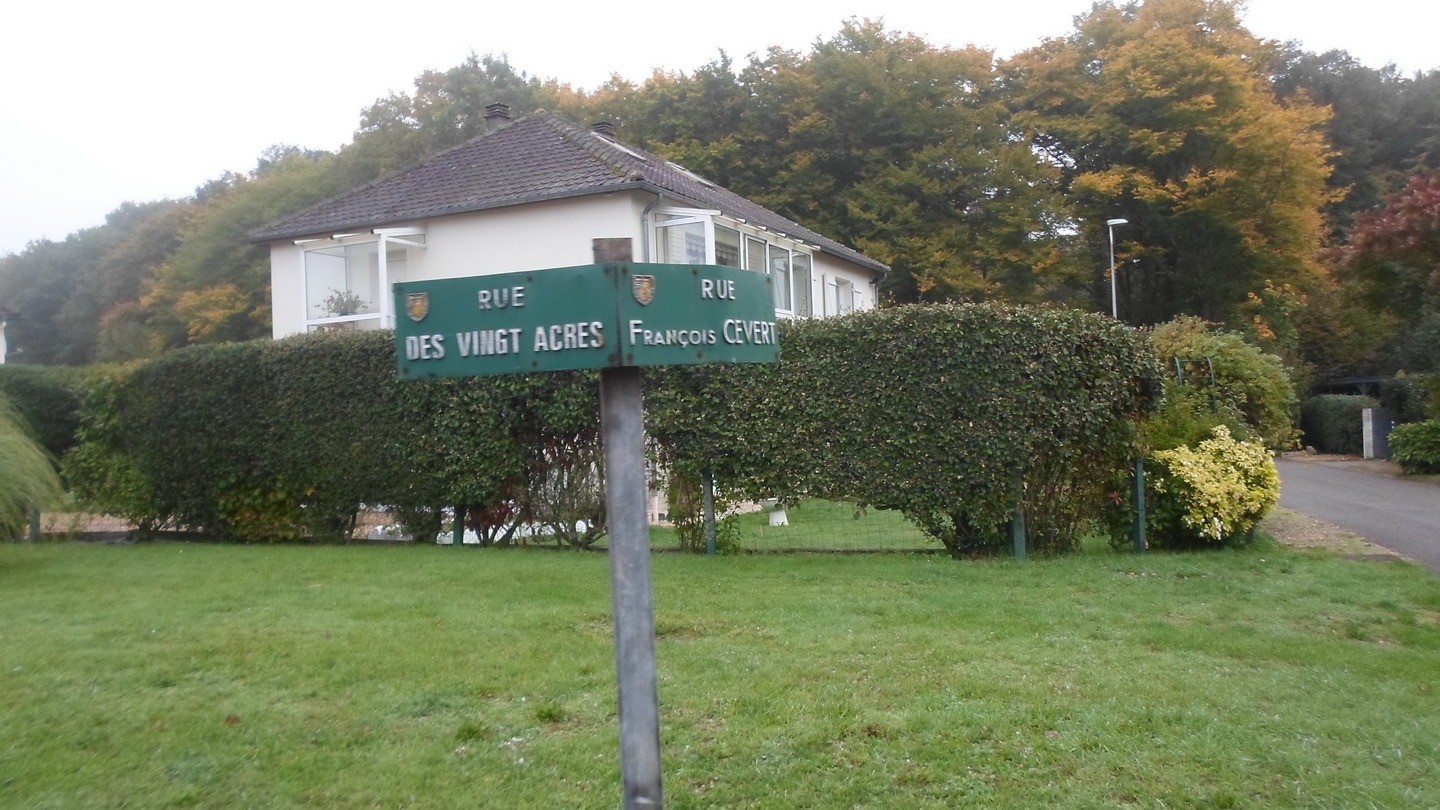 RUE
DES VINGT ACRES
RUE
François CEVERT